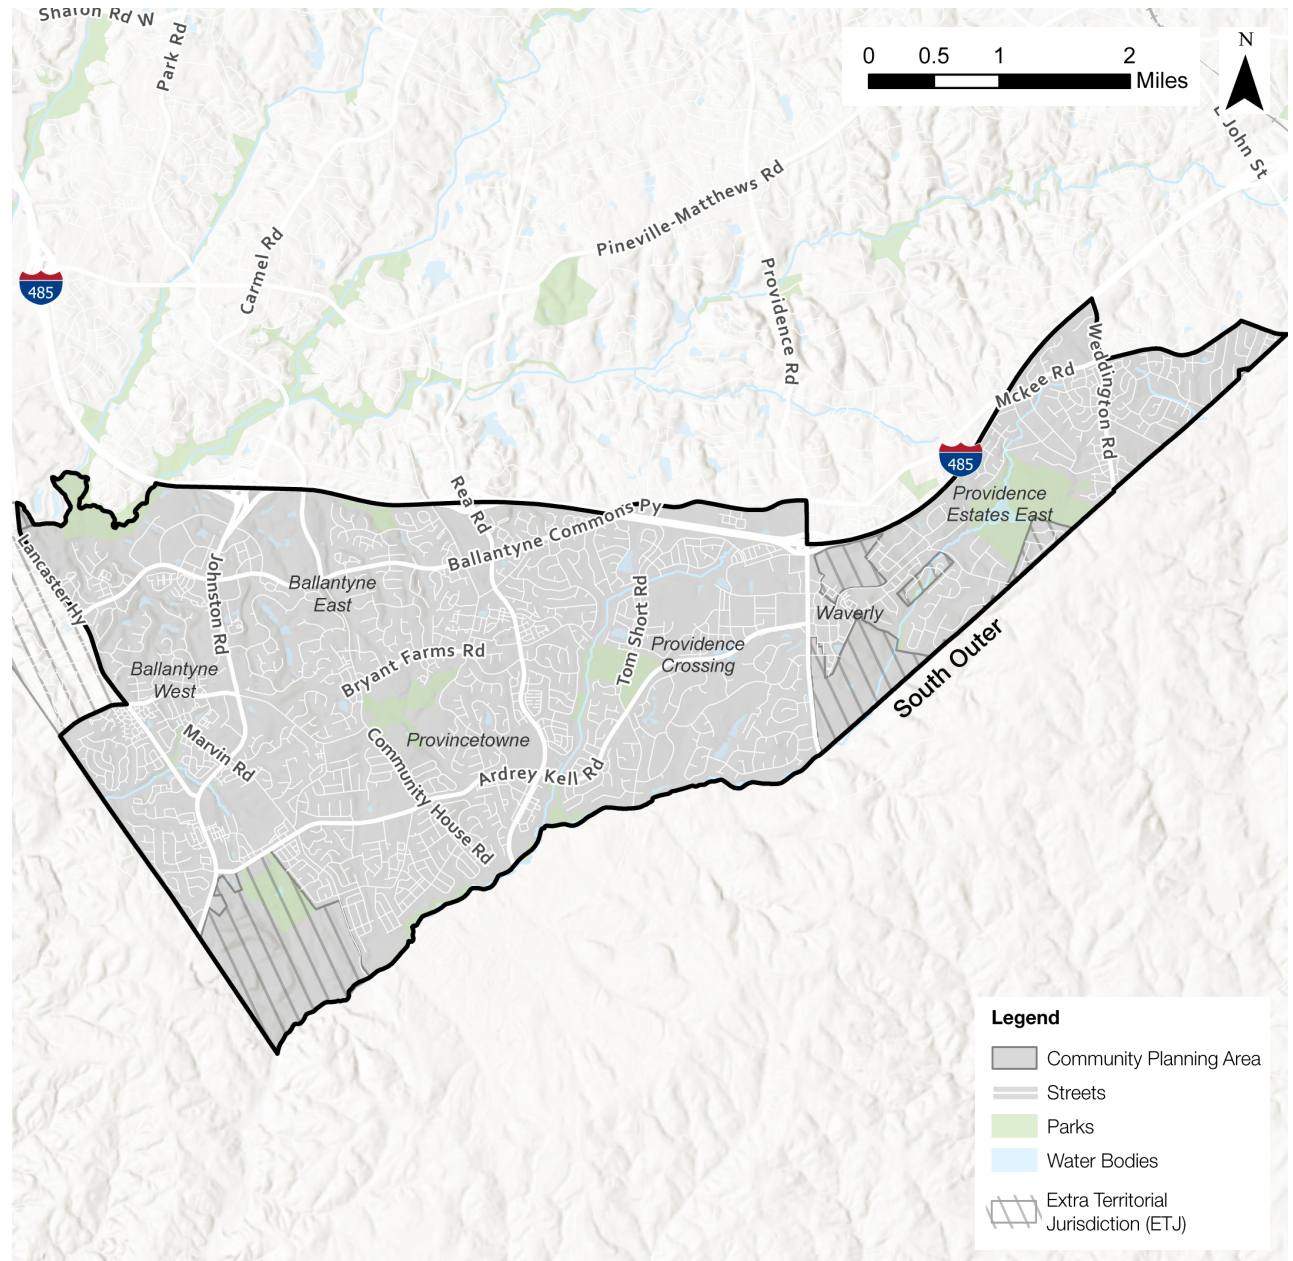 Sharon Rd W
Park Rd
0 0.5 1 2
Miles
N
John St
Pineville-Matthews Rd
Carmel Rd
485
Providence Rd
Weddington Rd
Mckee Rd
485
Providence
Estates East
Rea Rd
Ballantyne Commons Py
Lancaster Hy
Johnston Rd
Ballantyne
East
Tom Short Rd
Waverly
Providence
Crossing
Bryant Farms Rd
Ballantyne
West
South Outer
Marvin Rd
Provincetowne
Community House Rd
Ardrey Kell Rd
Legend
Community Planning Area
Streets
Parks
Water Bodies
Extra Territorial
Jurisdiction (ETJ)